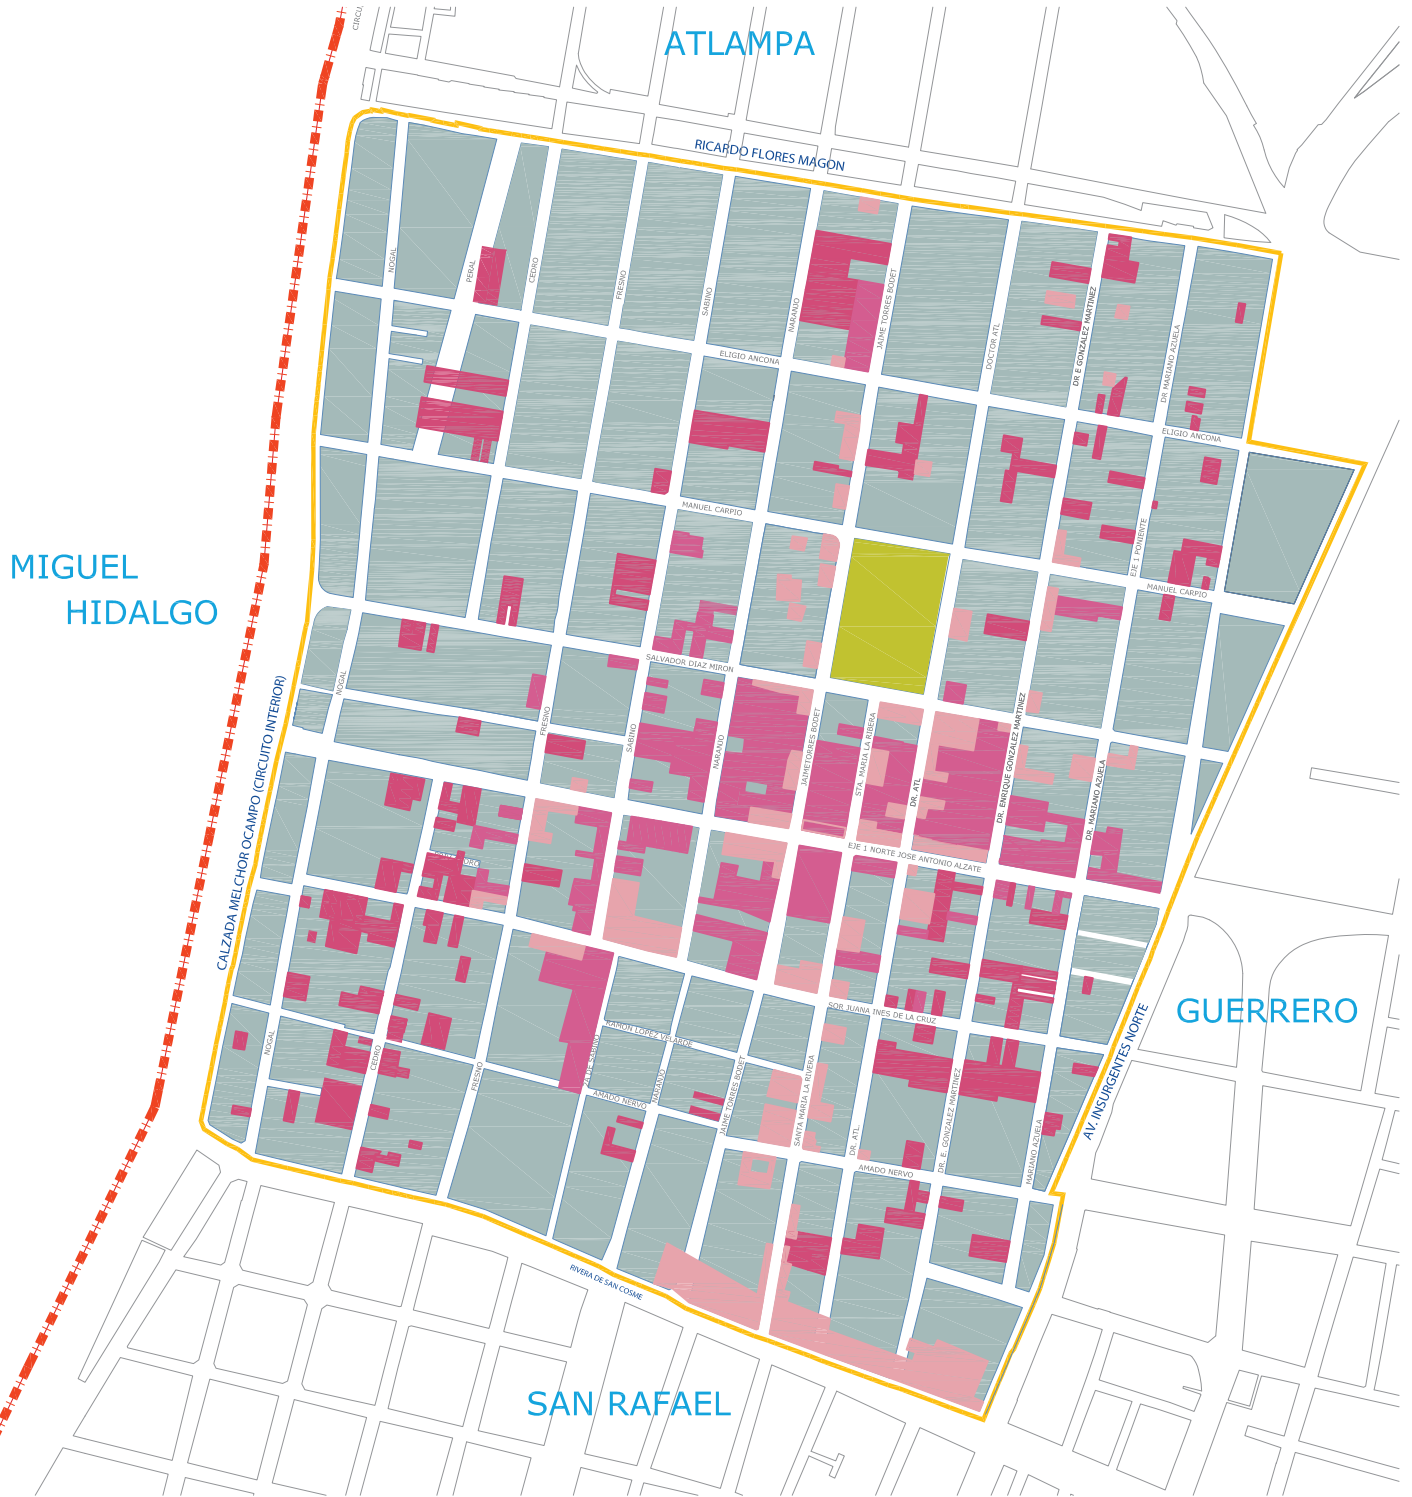 ATLAMPA
RICARDO FLORES MAGON
NOGAL
PERAL
CEDRO
FRESNO
SABINO
NARANJO
JAIME TORRES BODET
DOCTOR ATL
DR E GONZALEZ MARTINEZ
DR MARIANO AZUELA
ELIGIO ANCONA
ELIGIO ANCONA
MANUEL CARPIO
EJE 1 PONIENTE
MANUEL CARPIO
MIGUEL
HIDALGO
SALVADOR DIAZ MIRON
NOGAL
FRESNO
SABINO
NARANJO
JAIMETORRES BODET
STA. MARIA LA RIBERA
DR. ATL
DR. ENRIQUE GONZALEZ MARTINEZ
DR. MARIANO AZUELA
CALZADA MELCHOR OCAMPO (CIRCUITO INTERIOR)
EJE 1 NORTE JOSE ANTONIO ALZATE
SOR JUANA INES DE LA CRUZ
GUERRERO
AV. INSURGENTES NORTE
RAMON LOPEZ VELARDE
NOGAL
CEDRO
FRESNO
NARANJO
JAIME TORRES BODET
SANTA MARIA LA RIVERA
DR. ATL
DR. E. GONZALEZ MARTINEZ
MARIANO AZUELA
AMADO NERVO
AMADO NERVO
RIVERA DE SAN COSME
SAN RAFAEL